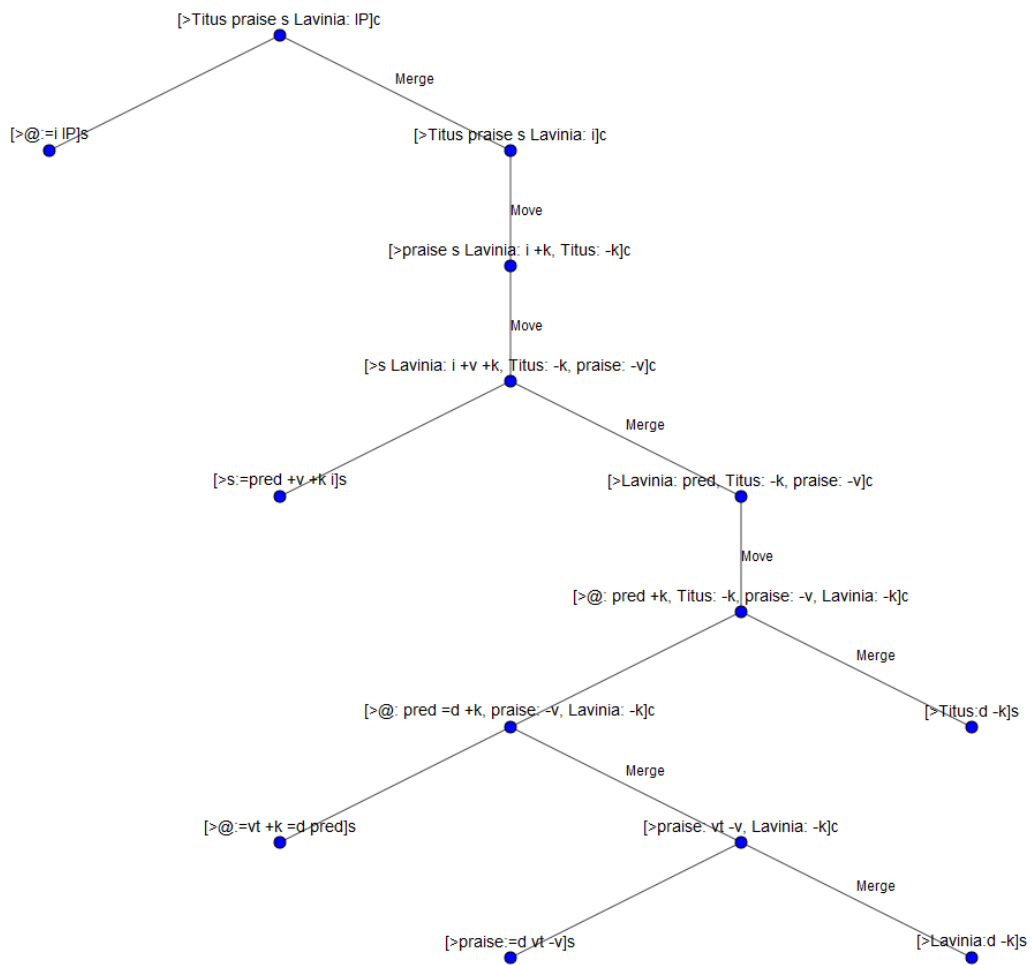 [>Titus praise s Lavinia: IP]c
Merge
[>@:=i IP]s
[>Titus praise s Lavinia: i]c
Move
[>praise s Lavinia: i +k, Titus: -k]c
Move
[>s Lavinia: i +v +k, Titus: -k, praise: -v]c
Merge
[>s:=pred +v +k i]s
[>Lavinia: pred, Titus: -k, praise: -v]c
Move
[>@: pred +k, Titus: -k, praise: -v, Lavinia: -k]c
Merge
[>@: pred =d +k, praise: -v, Lavinia: -k]c
[>Titus:d -k]s
Merge
[>@:=vt +k =d pred]s
[>praise: vt -v, Lavinia: -k]c
Merge
[>praise:=d vt -v]s
[>Lavinia:d -k]s